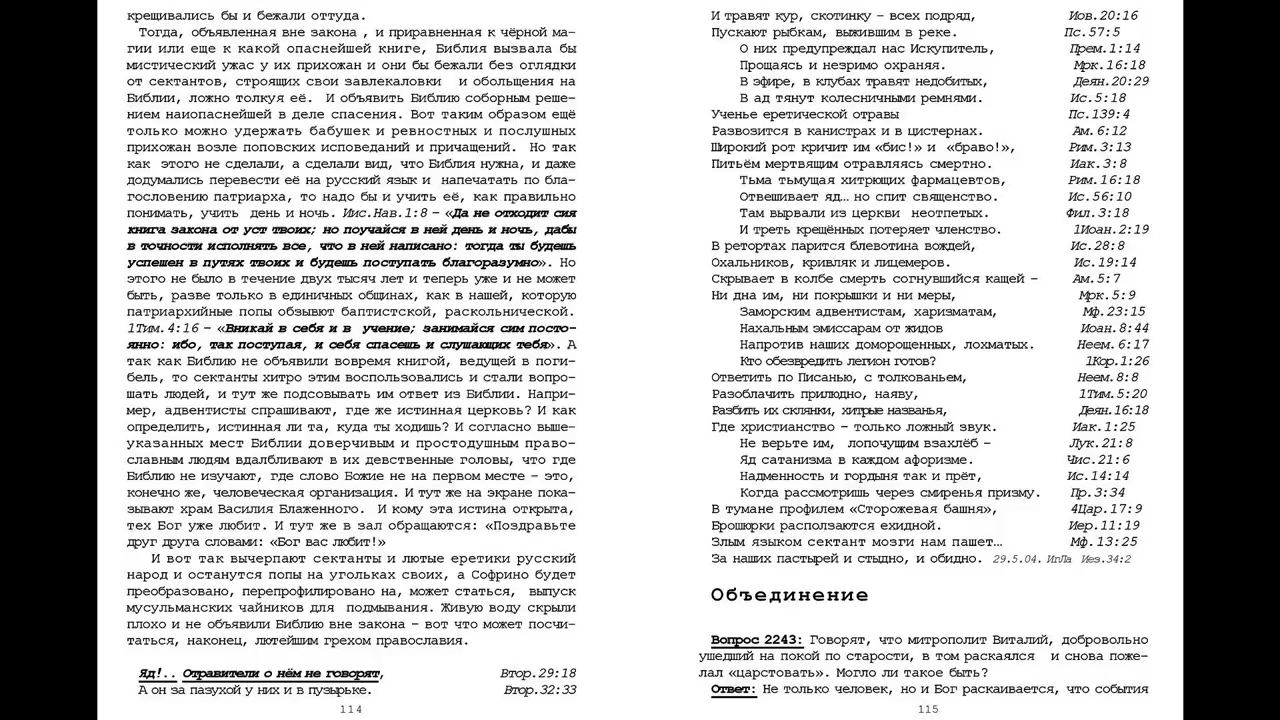 крещивались бы и бежали оттуда.
Тогда, объявленная вне закона , и приравненная к чёрной ма-
гии или еще к какой опаснейшей книге, Библия вызвала бы
мистический ужас у их прихожан и они бы бежали без оглядки
от сектантов, строящих свои завлекаловки и обольщения на
Библии, ложно толкуя её. И объявить Библию соборным реше-
нием наиопаснейшей в деле спасения. Вот таким образом ещё
только можно удержать бабушек и ревностных и послушных
прихожан возле поповских исповеданий и причащений. Но так
как этого не сделали, а сделали вид, что Библия нужна, и даже
додумались перевести её на русский язык и напечатать по бла-
гословению патриарха, то надо бы и учить её, как правильно
понимать, учить день и ночь. Иис.Нав.1:8 – «Да не отходит сия
книга закона от уст твоих; но поучайся в ней день и ночь, дабы
в точности исполнять все, что в ней написано: тогда ты будешь
успешен в путях твоих и будешь поступать благоразумно». Но
этого не было в течение двух тысяч лет и теперь уже и не может
быть, разве только в единичных общинах, как в нашей, которую
патриархийные попы обзывют баптистской, раскольнической.
1Тим.4:16 – «Вникай в себя и в учение; занимайся сим посто-
янно: ибо, так поступая, и себя спасешь и слушающих тебя». А
так как Библию не объявили вовремя книгой, ведущей в поги-
бель, то сектанты хитро этим воспользовались и стали вопро-
шать людей, и тут же подсовывать им ответ из Библии. Напри-
мер, адвентисты спрашивают, где же истинная церковь? И как
определить, истинная ли та, куда ты ходишь? И согласно выше-
указанных мест Библии доверчивым и простодушным право-
славным людям вдалбливают в их девственные головы, что где
Библию не изучают, где слово Божие не на первом месте – это,
конечно же, человеческая организация. И тут же на экране пока-
зывают храм Василия Блаженного. И кому эта истина открыта,
тех Бог уже любит. И тут же в зал обращаются: «Поздравьте
друг друга словами: «Бог вас любит!»
И вот так вычерпают сектанты и лютые еретики русский
народ и останутся попы на угольках своих, а Софрино будет
преобразовано, перепрофилировано на, может статься, выпуск
мусульманских чайников для подмывания. Живую воду скрыли
плохо и не объявили Библию вне закона – вот что может посчи-
таться, наконец, лютейшим грехом православия.
Яд!.. Отравители о нём не говорят, Втор.29:18
А он за пазухой у них и в пузырьке. Втор.32:33
114
И травят кур, скотинку – всех подряд, Иов.20:16
Пускают рыбкам, выжившим в реке. Пс.57:5
О них предупреждал нас Искупитель, Прем.1:14
Прощаясь и незримо охраняя. Мрк.16:18
В эфире, в клубах травят недобитых, Деян.20:29
В ад тянут колесничными ремнями. Ис.5:18
Ученье еретической отравы Пс.139:4
Развозится в канистрах и в цистернах. Ам.6:12
Широкий рот кричит им «бис!» и «браво!», Рим.3:13
Питьём мертвящим отравляясь смертно. Иак.3:8
Тьма тьмущая хитрющих фармацевтов, Рим.16:18
Отвешивает яд… но спит священство. Ис.56:10
Там вырвали из церкви неотпетых. Фил.3:18
И треть крещённых потеряет членство. 1Иоан.2:19
В ретортах парится блевотина вождей, Ис.28:8
Охальников, кривляк и лицемеров. Ис.19:14
Скрывает в колбе смерть согнувшийся кащей – Ам.5:7
Ни дна им, ни покрышки и ни меры, Мрк.5:9
Заморским адвентистам, харизматам, Мф.23:15
Нахальным эмиссарам от жидов Иоан.8:44
Напротив наших доморощенных, лохматых. Неем.6:17
Кто обезвредить легион готов? 1Кор.1:26
Ответить по Писанью, с толкованьем, Неем.8:8
Разоблачить прилюдно, наяву, 1Тим.5:20
Разбить их склянки, хитрые названья, Деян.16:18
Где христианство – только ложный звук. Иак.1:25
Не верьте им, лопочущим взахлёб – Лук.21:8
Яд сатанизма в каждом афоризме. Чис.21:6
Надменность и гордыня так и прёт, Ис.14:14
Когда рассмотришь через смиренья призму. Пр.3:34
В тумане профилем «Сторожевая башня», 4Цар.17:9
Брошюрки расползаются ехидной. Иер.11:19
Злым языком сектант мозги нам пашет… Мф.13:25
За наших пастырей и стыдно, и обидно. 29.5.04. ИгЛа Иез.34:2
Объединение
Вопрос 2243: Говорят, что митрополит Виталий, добровольно
ушедший на покой по старости, в том раскаялся и снова поже-
лал «царстовать». Могло ли такое быть?
Ответ: Не только человек, но и Бог раскаивается, что события
115